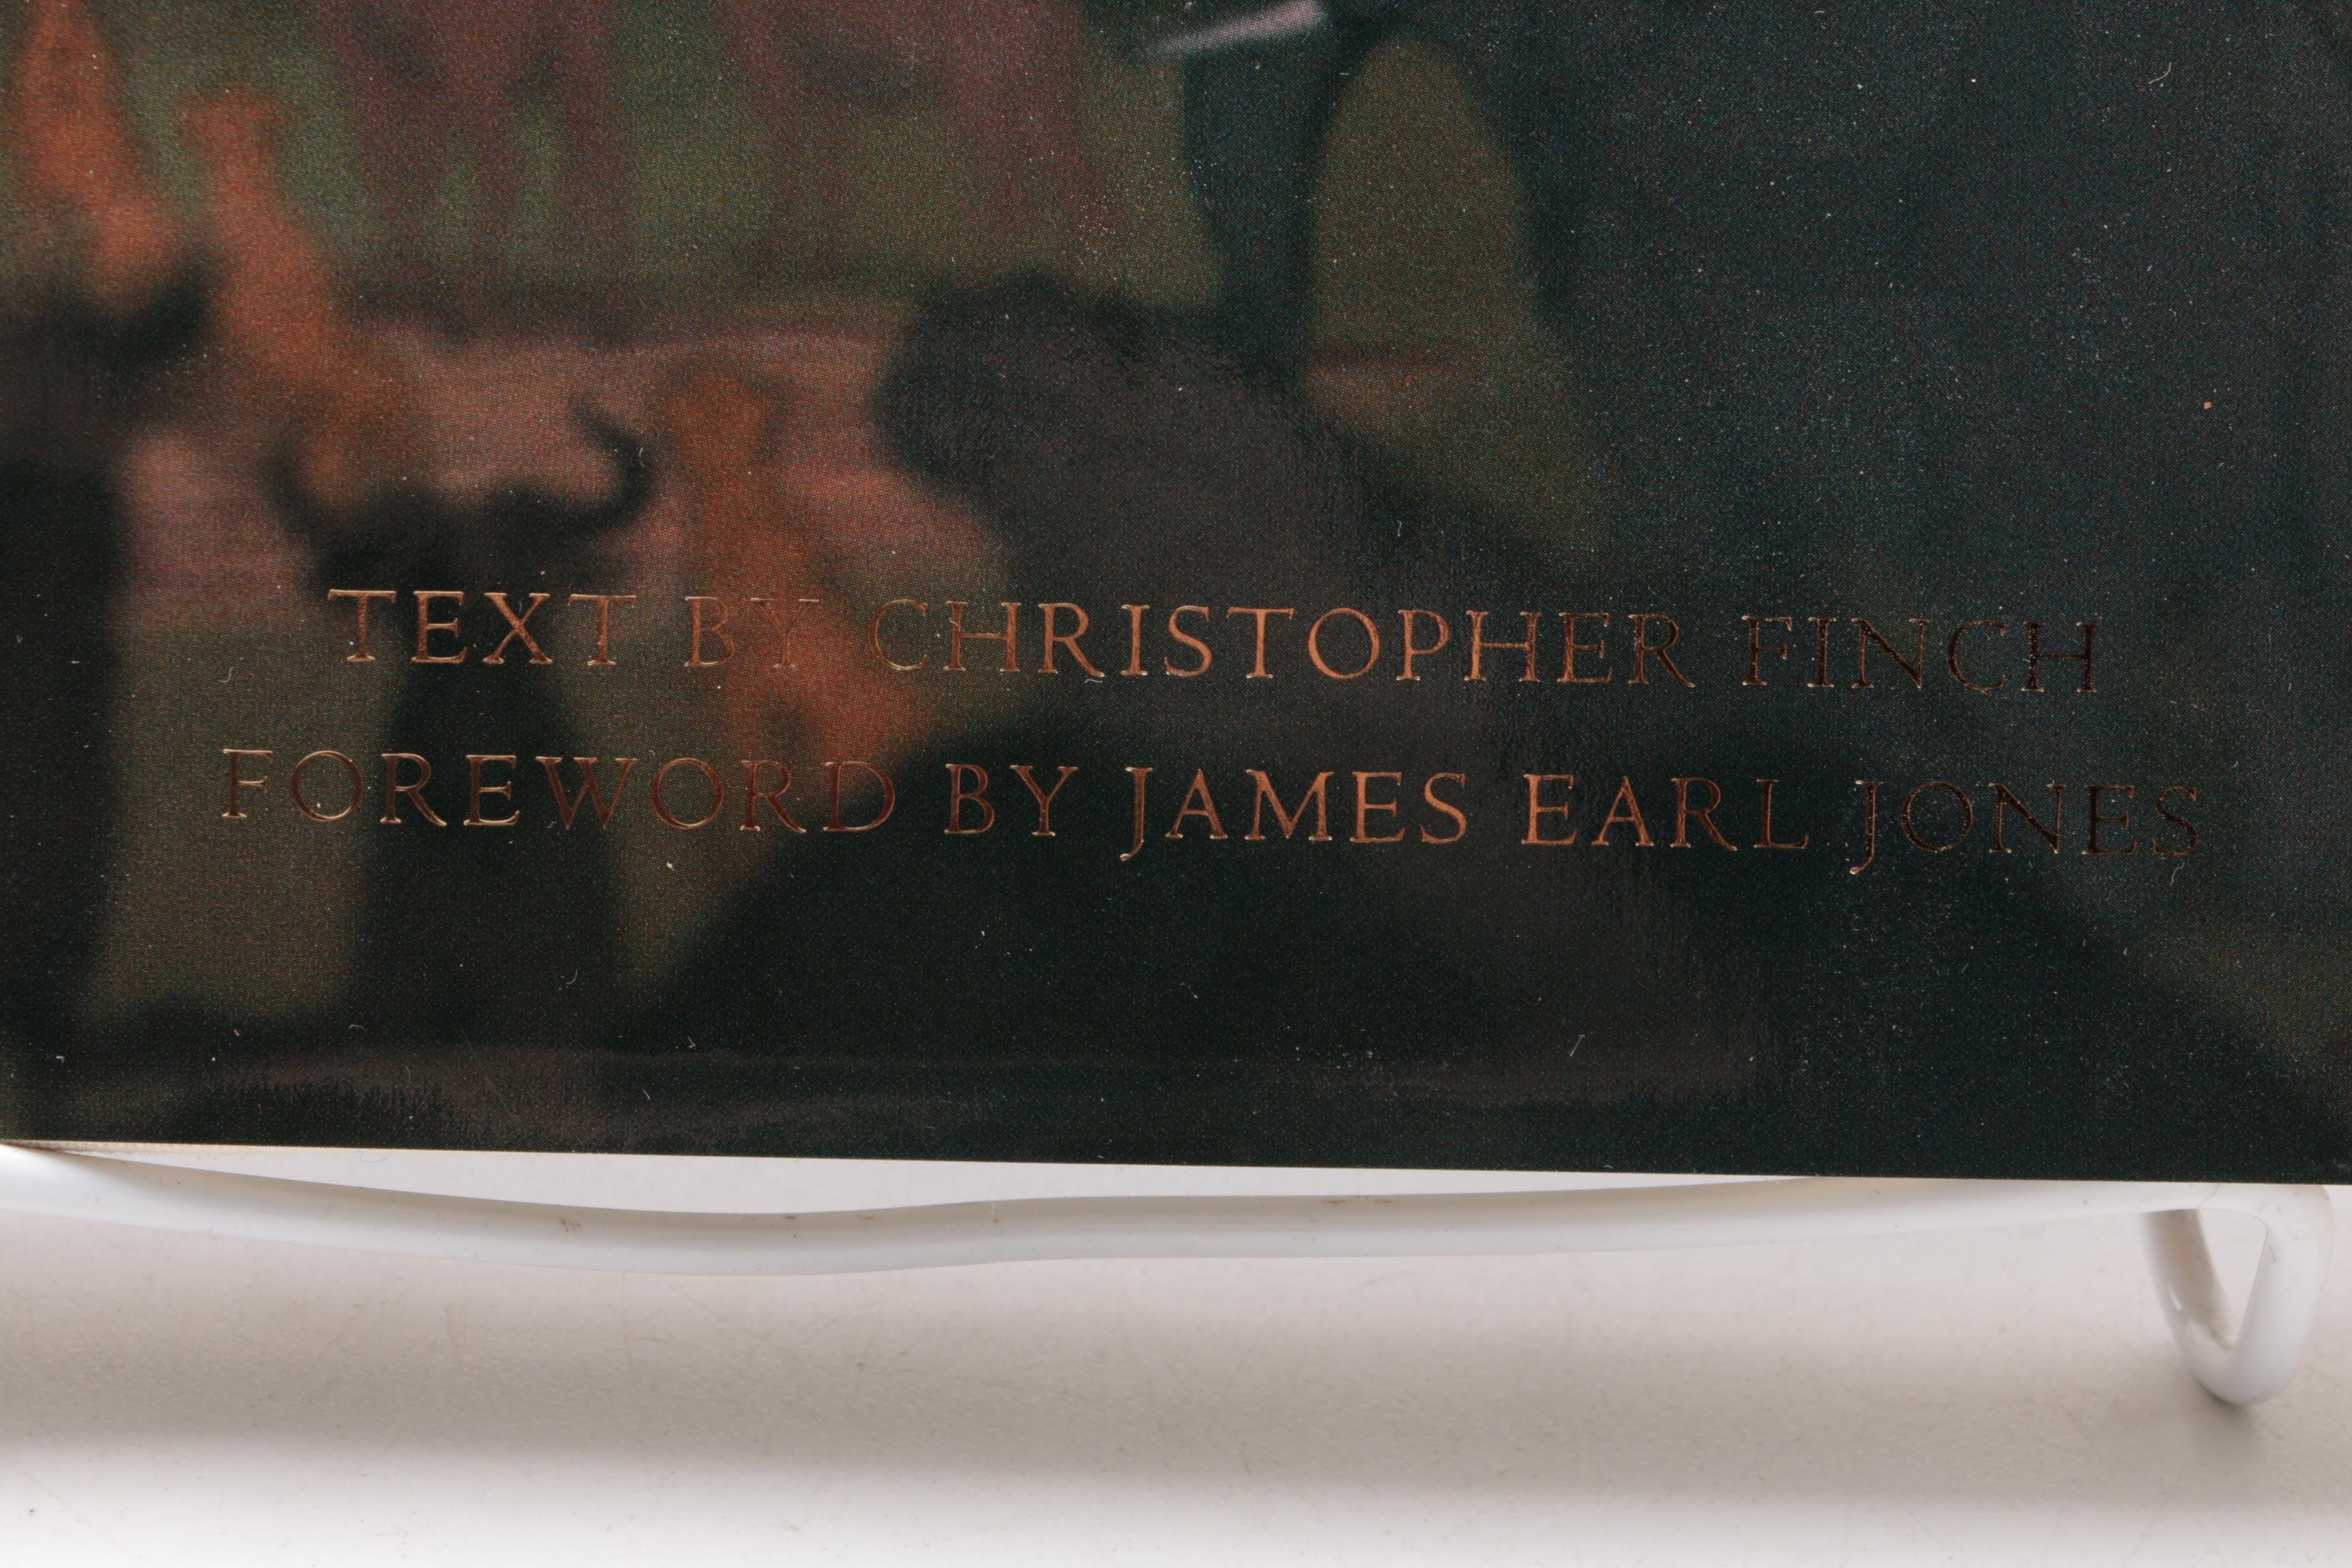 TEXT BY CHRISTOPHER FINCH
FOREWORD BY JAMES EARL JONES